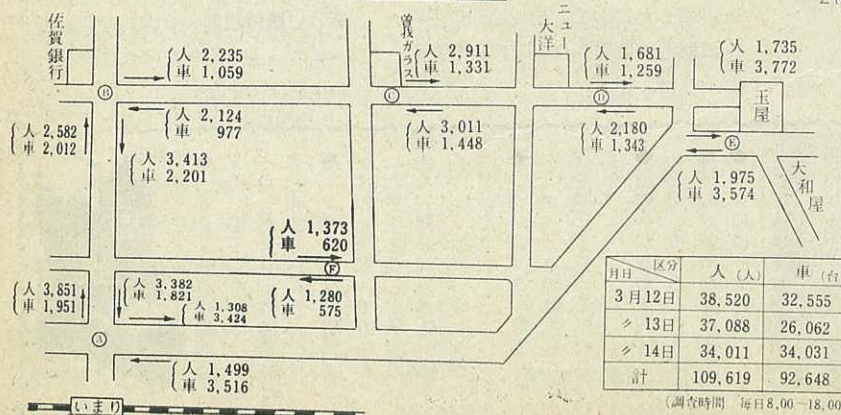 佐賀銀行
曽我ガラス
ニュー大洋
玉屋
大和屋
人 2,235
車 1,059
人 2,911
車 1,331
人 1,681
車 1,259
人 1,735
車 3,772
Ⓑ
Ⓒ
Ⓓ
人 2,124
977
人 3,011
車 1,448
人 2,180
車 1,343
Ⓔ
人 2,582
車 2,012
人 3,413
車 2,201
人 1,975
車 3,574
人 1,373
車 620
Ⓕ
人 3,851
車 1,951
人 3,382
車 1,821
人 1,308
車 3,424
人 1,280
車 575
Ⓐ
人 1,499
車 3,516
いまり
月日 区分 人(人) 車(台
3月12日 38,520 32,555
〃 13日 37,088 26,062
〃 14日 34,011 34,031
計 109,619 92,648
(調査時間 毎日8.00―18.00